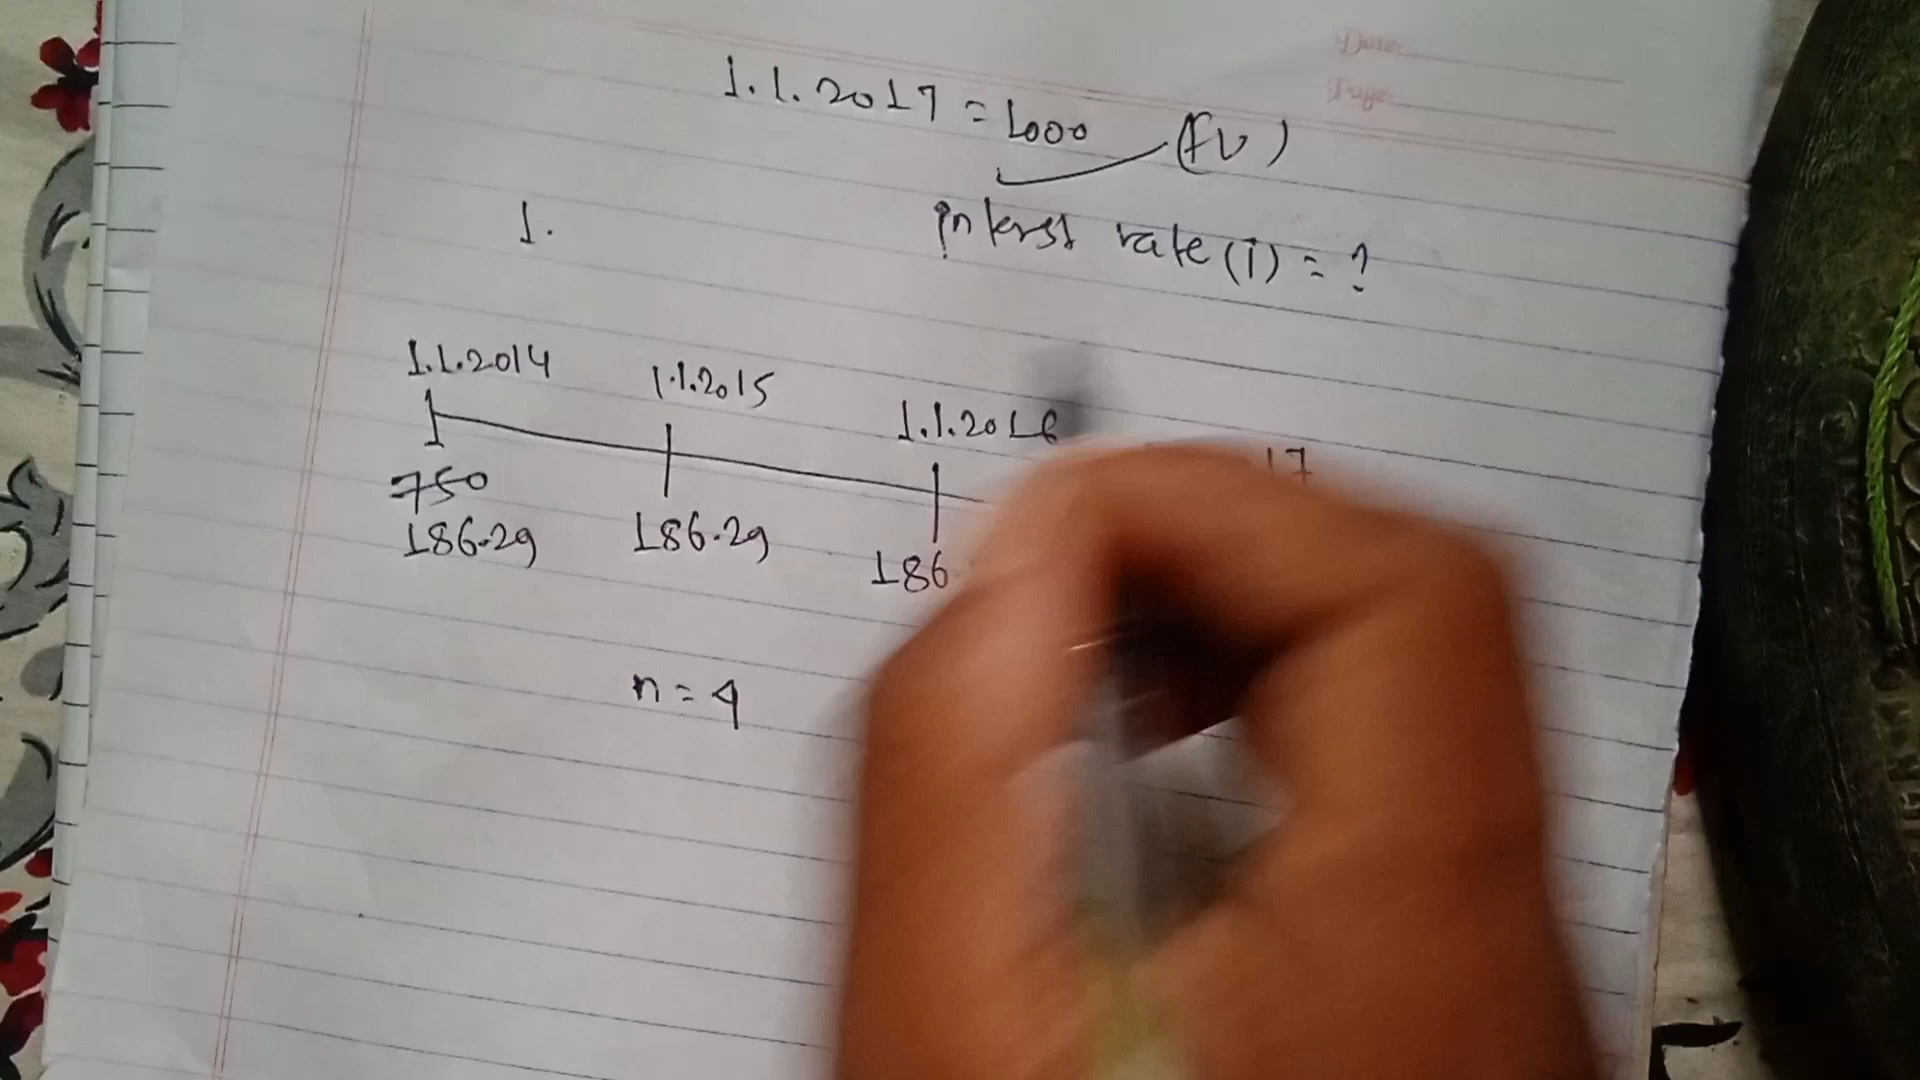 Date
Page
1.1.2017 = 1000 (FV)
1.
interst rate (i) = ?
1.1.2014 1.1.2015 1.1.2016 17
750
186.29 186.29 186
n = 4